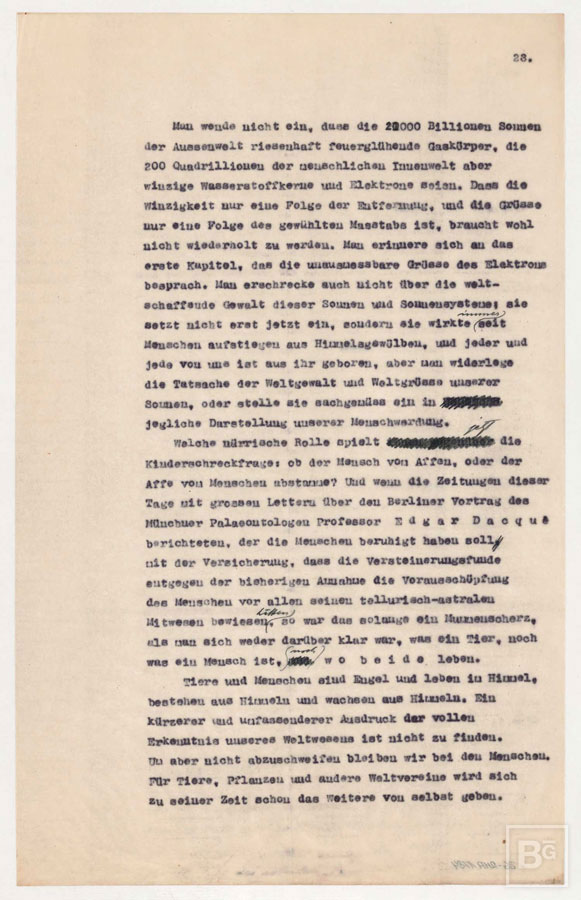 28.
Man wende nicht ein, dass die 20000 Billionen Sonnen
der Aussenwelt riesenhaft feuerglühende Gaskörper, die
200 Quadrillionen der menschlichen Innenwelt aber
winzige Wasserstoffkerne und Elektrone seien. Dass die
Winzigkeit nur eine Folge der Entfernung, und die Grösse
nur eine Folge des gewählten Masstabs ist, braucht wohl
nicht wiederholt zu werden. Man erinnere sich an das
erste Kapitel, das die unausmessbare Grösse des Elektrons
besprach. Man erschrecke auch nicht über die welt-
schaffende Gewalt dieser Sonnen und Sonnensysteme; sie
setzt nicht erst jetzt ein, sondern sie wirkte immer seit
Menschen aufstiegen aus Himmelsgewölben, und jeder und
jede von uns ist aus ihr geboren, aber man widerlege
die Tatsache der Weltgewalt und Weltgrösse unserer
Sonnen, oder stelle sie sachgemäss ein in
jegliche Darstellung unserer Menschwerdung.
Welche närrische Rolle spielt jetzt die
Kinderschreckfrage: ob der Mensch vom Affen, oder der
Affe vom Menschen abstamme? Und wenn die Zeitungen dieser
Tage mit grossen Lettern über den Berliner Vortrag des
Münchner Palaeontologen Professor E d g a r D a c q u é
berichteten, der die Menschen beruhigt haben soll
mit der Versicherung, dass die Versteinerungsfunde
entgegen der bisherigen Annahme die Vorausschöpfung
des Menschen vor allen seinen tellurisch-astralen
Mitwesen bewiesen hätten, so war das solange ein Mummenscherz,
als man sich weder darüber klar war, was ein Tier, noch
was ein Mensch ist, noch w o b e i d e leben.
Tiere und Menschen sind Engel und leben im Himmel,
bestehen aus Himmeln und wachsen aus Himmeln. Ein
kürzerer und umfassenderer Ausdruck der vollen
Erkenntnis unseres Weltwesens ist nicht zu finden.
Um aber nicht abzuschweifen bleiben wir bei den Menschen.
Für Tiere, Pflanzen und andere Weltvereine wird sich
zu seiner Zeit schon das Weitere von selbst geben.
BG